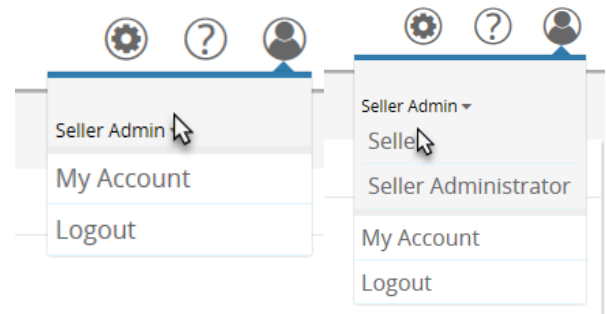 ?
Seller Admin
My Account
Logout
?
Seller Admin
Selle
Seller Administrator
My Account
Logout